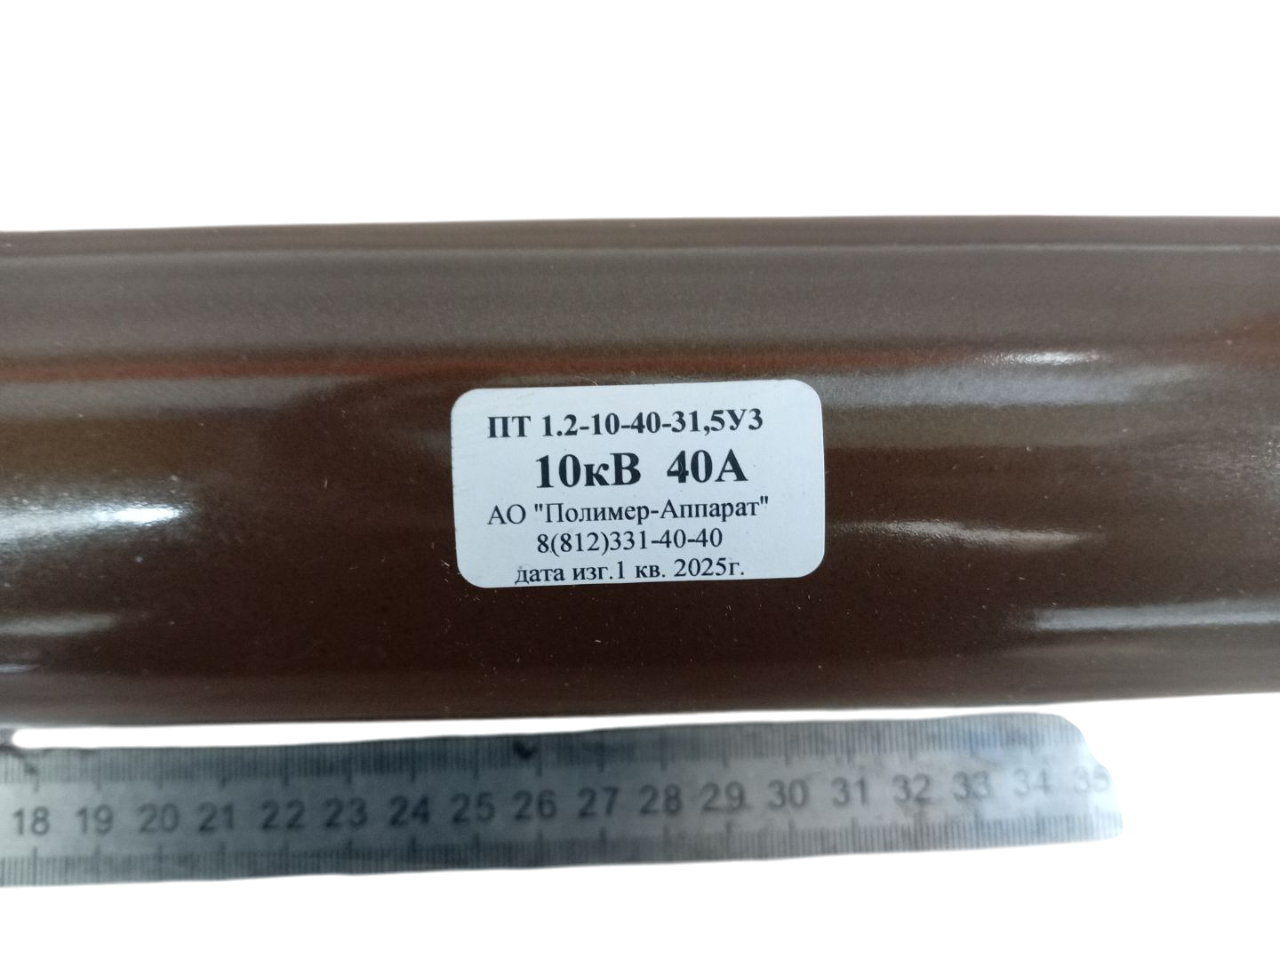 ПТ 1.2-10-40-31,5У3
10кВ 40А
АО "Полимер-Аппарат"
8(812)331-40-40
дата изг.1 кв. 2025г.
18 19 20 21 22 23 24 25 26 27 28 29 30 31 32 33 34 35